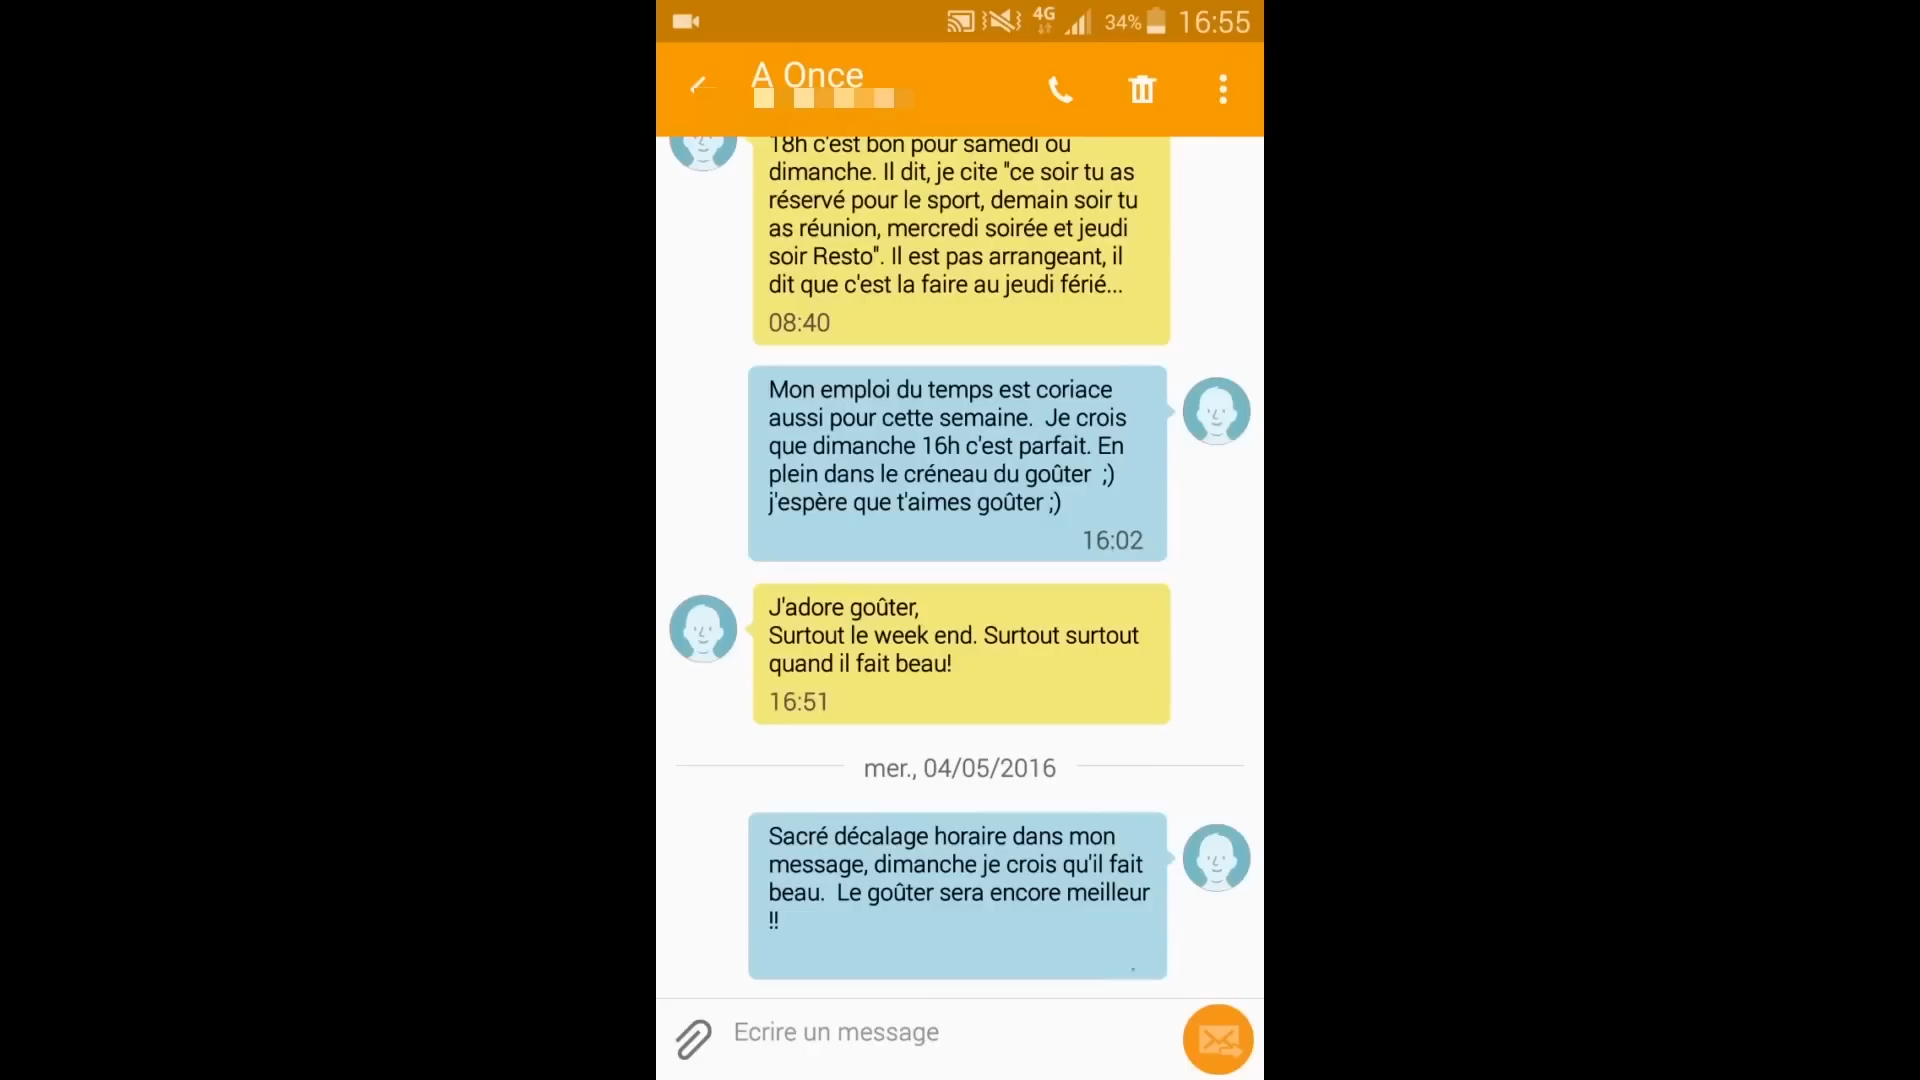 4G
34%
16:55
A Once
18h c'est bon pour samedi ou
dimanche. Il dit, je cite "ce soir tu as
réservé pour le sport, demain soir tu
as réunion, mercredi soirée et jeudi
soir Resto". Il est pas arrangeant, il
dit que c'est la faire au jeudi férié...
08:40
Mon emploi du temps est coriace
aussi pour cette semaine.  Je crois
que dimanche 16h c'est parfait. En
plein dans le créneau du goûter  ;)
j'espère que t'aimes goûter ;)
16:02
J'adore goûter,
Surtout le week end. Surtout surtout
quand il fait beau!
16:51
mer., 04/05/2016
Sacré décalage horaire dans mon
message, dimanche je crois qu'il fait
beau.  Le goûter sera encore meilleur
!!
Ecrire un message